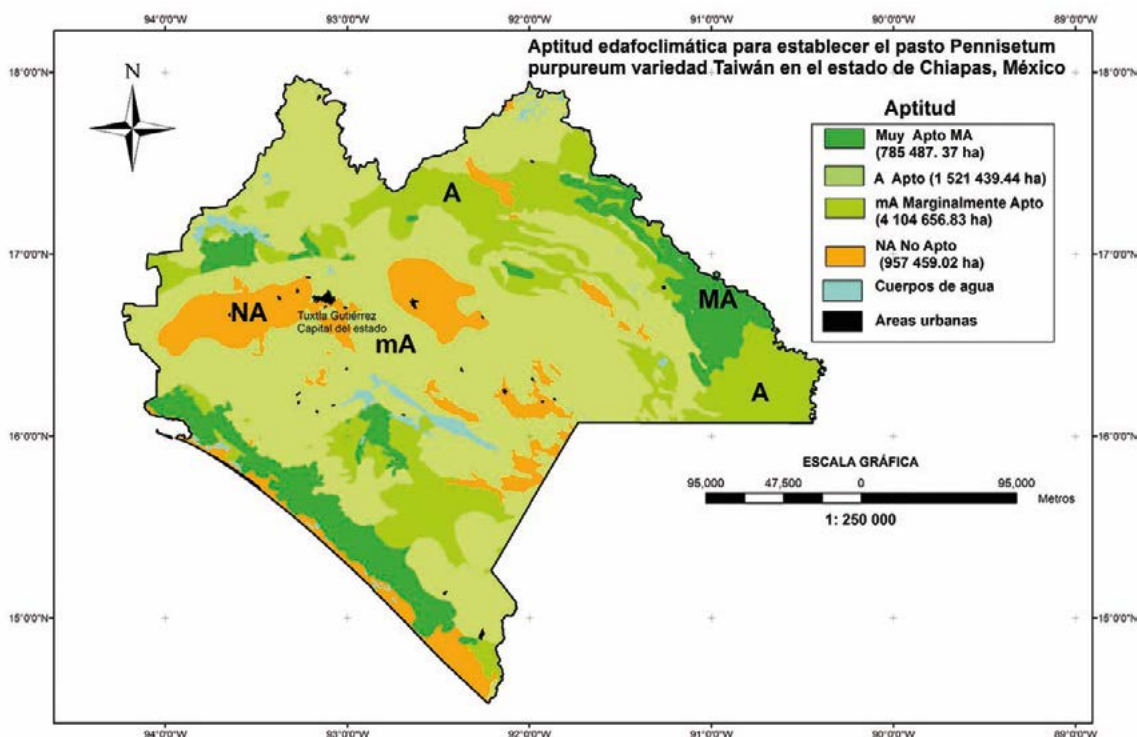 94°0'0"W 93°0'0"W 92°0'0"W 91°0'0"W 90°0'0"W 89°0'0"W
Aptitud edafoclimática para establecer el pasto Pennisetum
purpureum variedad Taiwán en el estado de Chiapas, México
18°0'0"N 18°0'0"N
N
Aptitud
Muy Apto MA
(785 487. 37 ha)
A Apto (1 521 439.44 ha)
mA Marginalmente Apto
(4 104 656.83 ha)
NA No Apto
(957 459.02 ha)
Cuerpos de agua
Areas urbanas
A
17°0'0"N 17°0'0"N
MA
NA
Tuxtla Gutiérrez
Capital del estado
mA
A
16°0'0"N 16°0'0"N
ESCALA GRÁFICA
95,000 47,500 0 95,000
Metros
1: 250 000
15°0'0"N 15°0'0"N
94°0'0"W 93°0'0"W 92°0'0"W 91°0'0"W 90°0'0"W 89°0'0"W